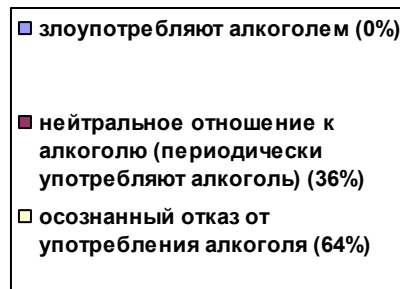 злоупотребляют алкоголем (0%)
нейтральное отношение к
алкоголю (периодически
употребляют алкоголь) (36%)
осознанный отказ от
употребления алкоголя (64%)